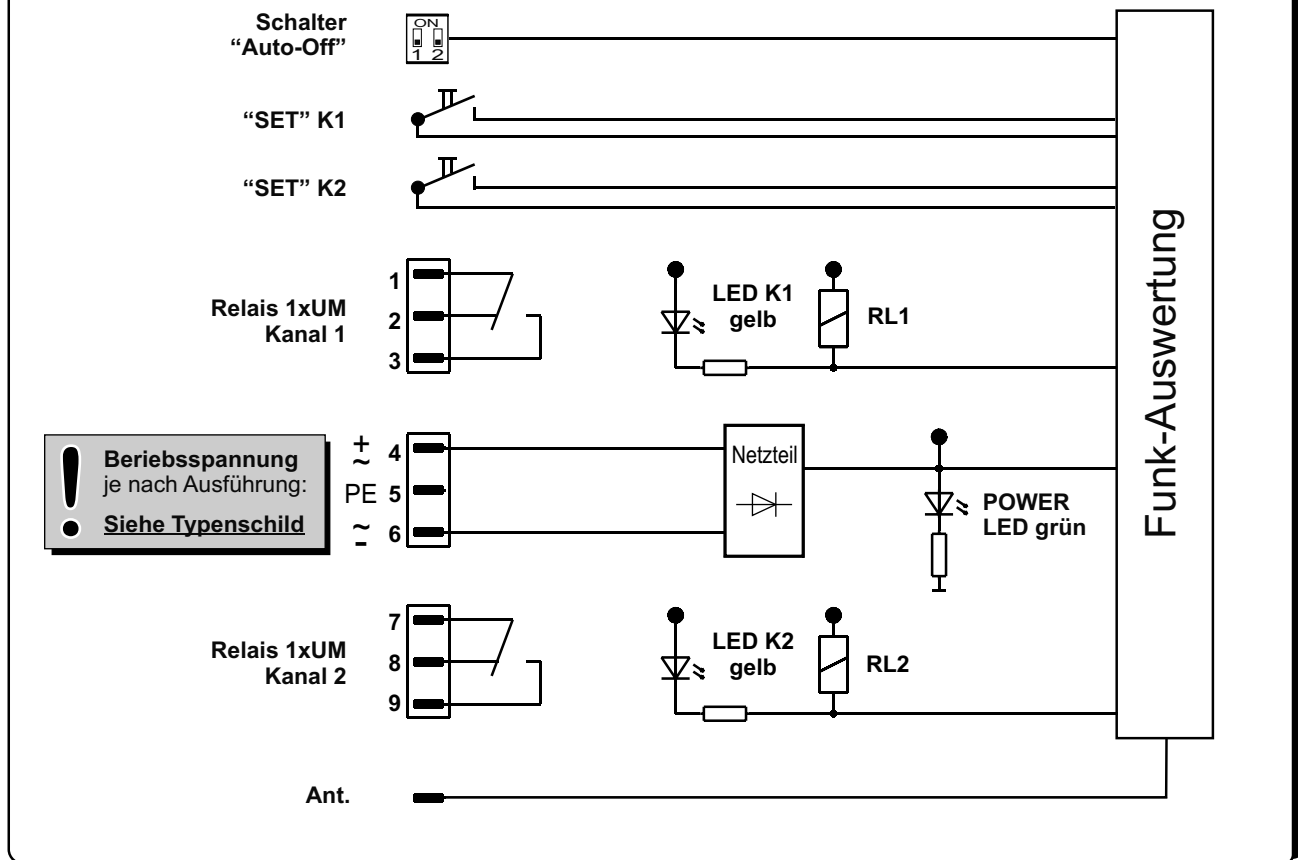 Schalter
“Auto-Off”
ON
1 2
“SET” K1
“SET” K2
Relais 1xUM
Kanal 1
1
2
3
LED K1
gelb
RL1
Funk-Auswertung
Beriebsspannung
je nach Ausführung:
Siehe Typenschild
+
~ 4
PE 5
~
- 6
Netzteil
POWER
LED grün
Relais 1xUM
Kanal 2
7
8
9
LED K2
gelb
RL2
Ant.